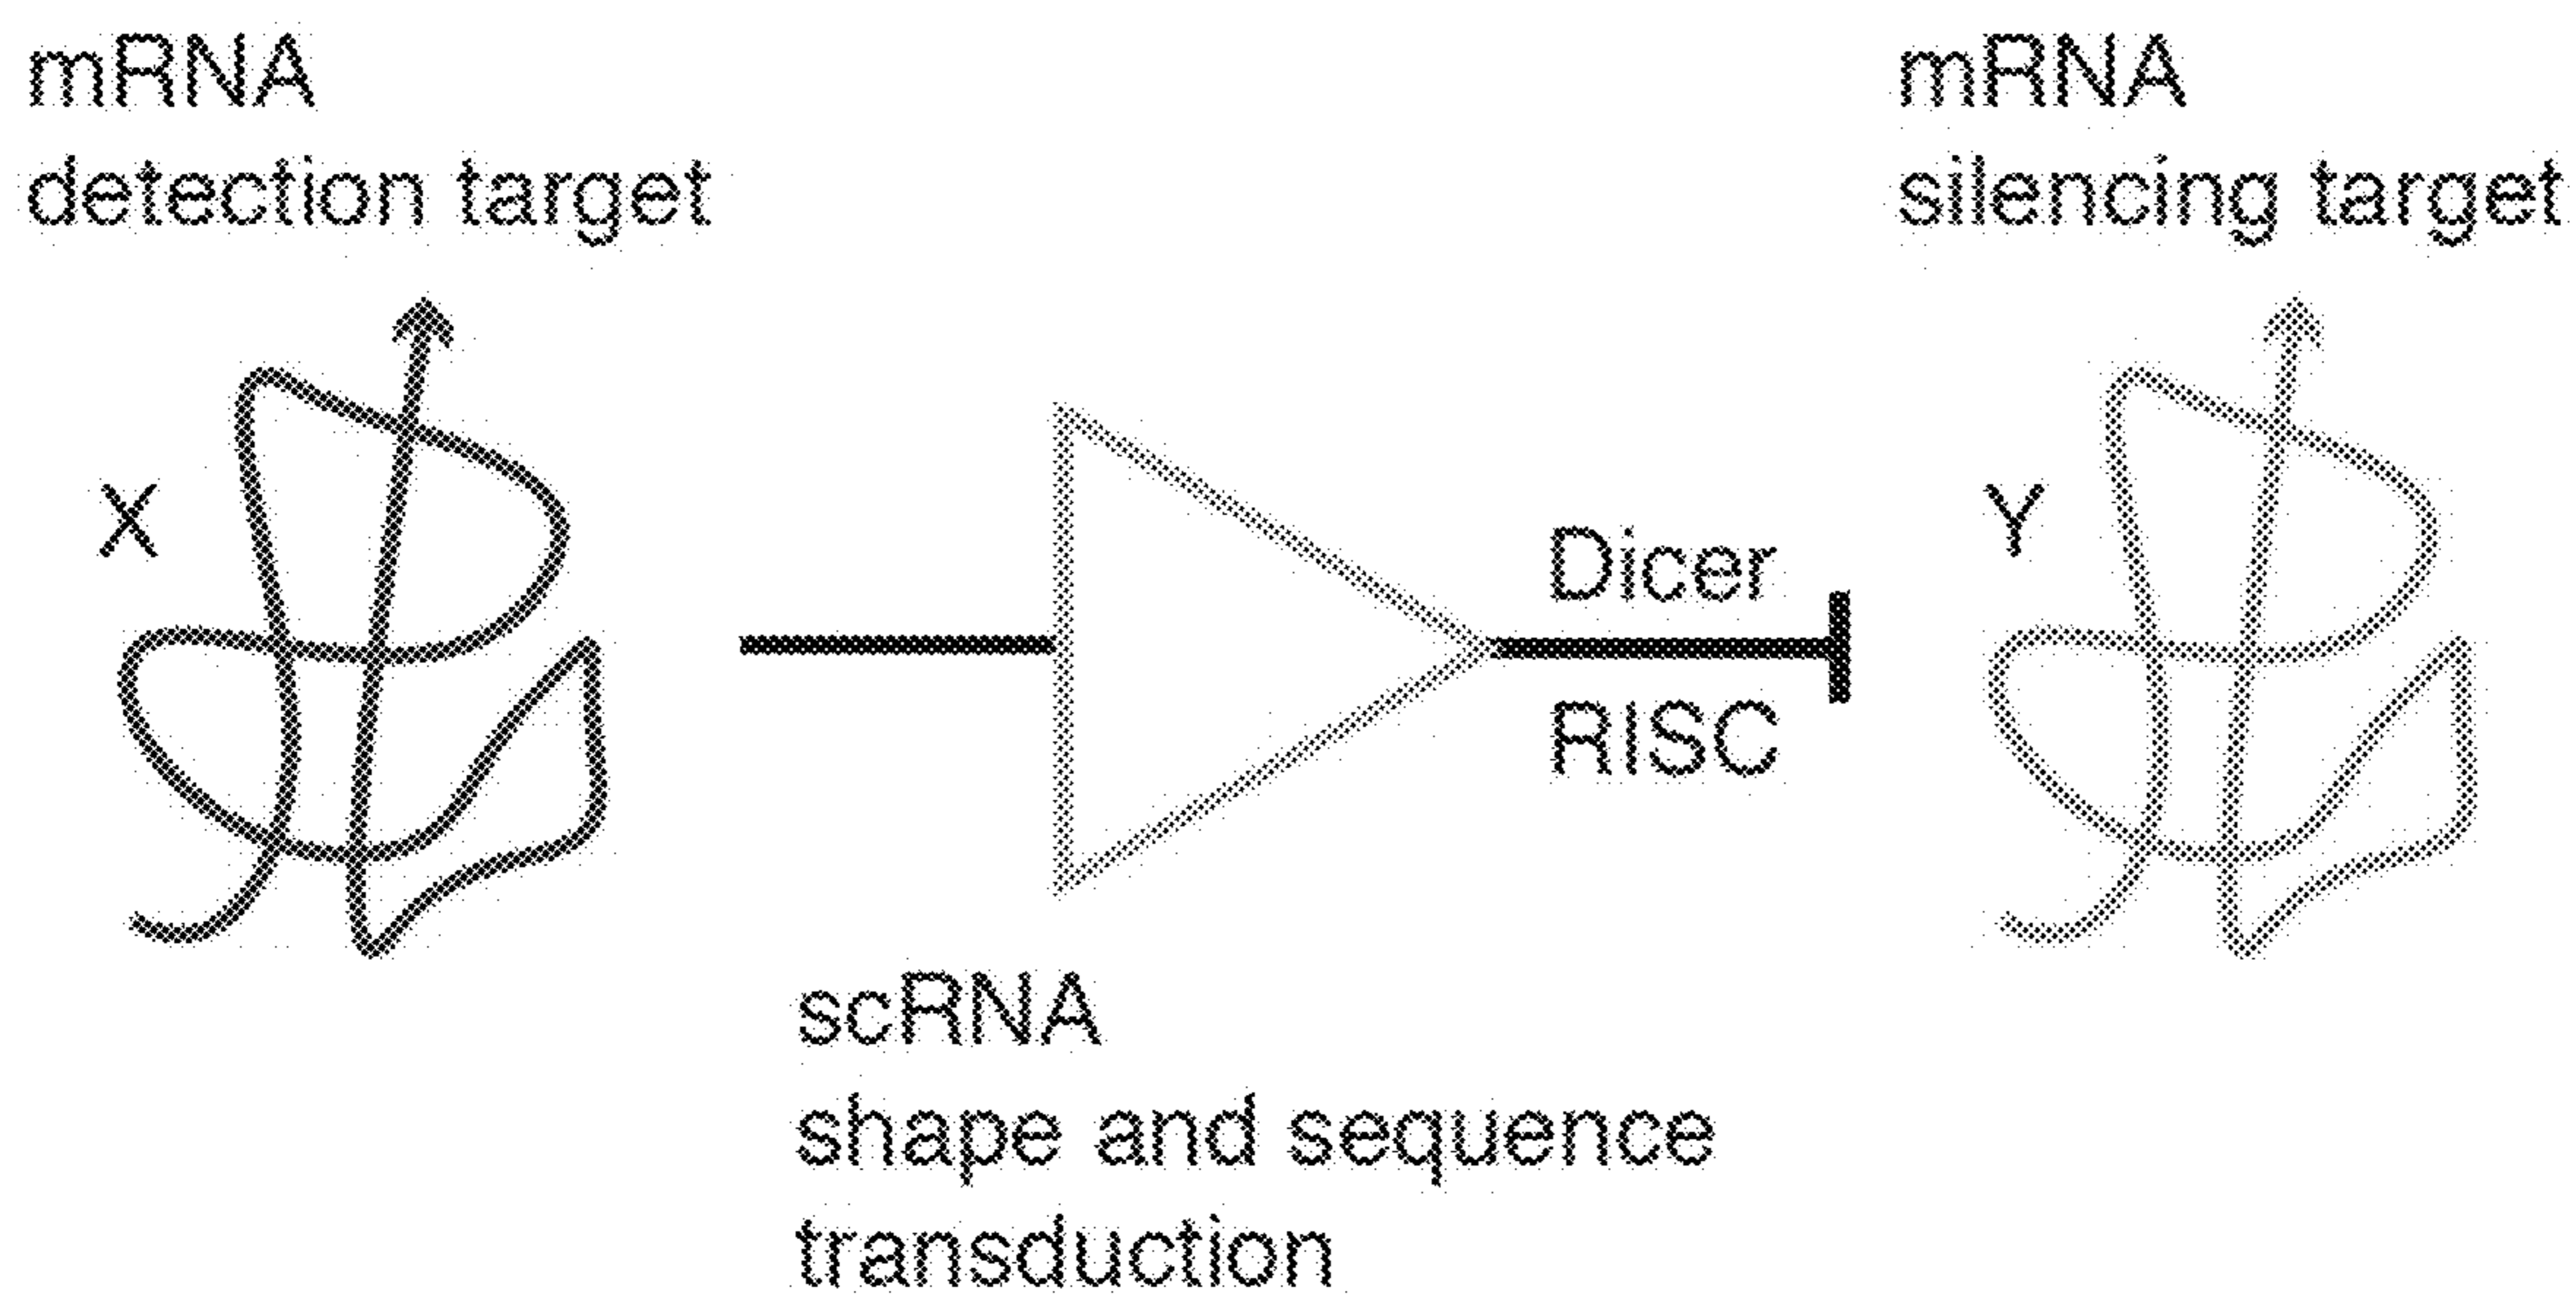 mRNA
detection target
mRNA
silencing target
X
Y
Dicer
RISC
scRNA
shape and sequence
transduction